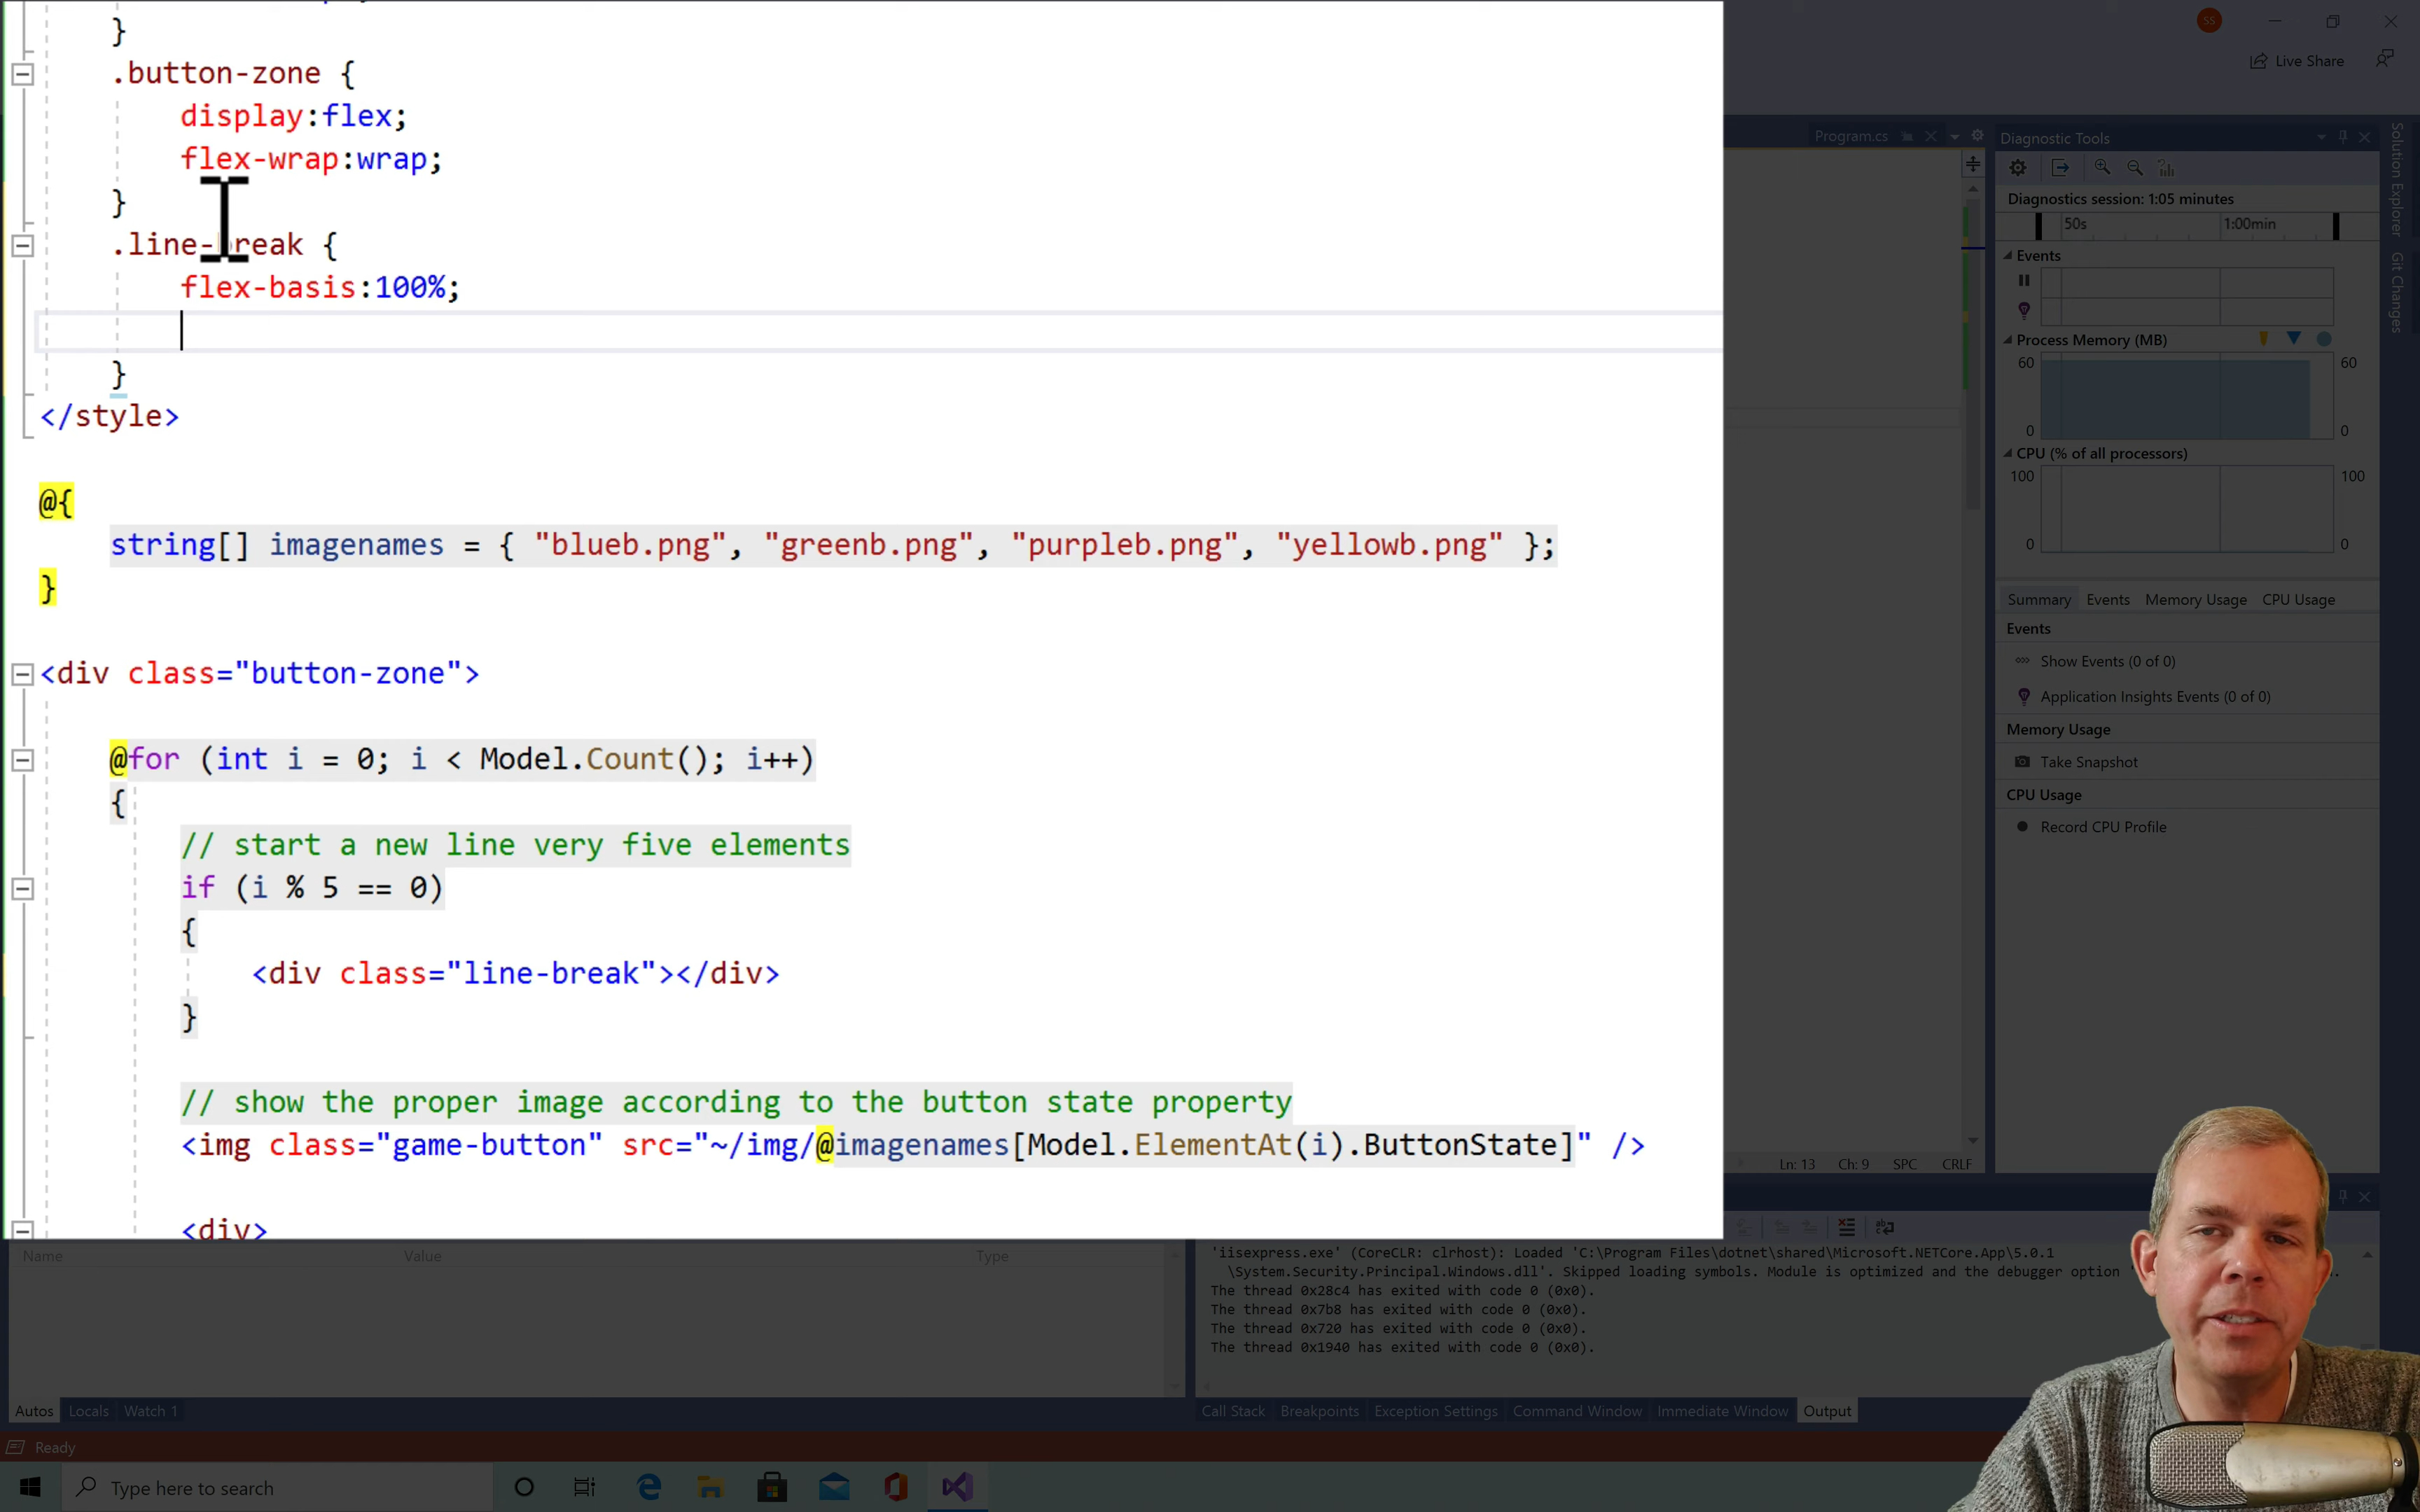 }
.button-zone {
display:flex;
flex-wrap:wrap;
}
.line-break {
flex-basis:100%;
}
</style>
@{
string[] imagenames = { "blueb.png", "greenb.png", "purpleb.png", "yellowb.png" };
}
<div class="button-zone">
@for (int i = 0; i < Model.Count(); i++)
{
// start a new line very five elements
if (i % 5 == 0)
{
<div class="line-break"></div>
}
// show the proper image according to the button state property
<img class="game-button" src="~/img/@imagenames[Model.ElementAt(i).ButtonState]" />
<div>
SS
Live Share
Program.cs
Diagnostic Tools
Diagnostics session: 1:05 minutes
50s 1:00min
Events
Process Memory (MB)
60 60
0 0
CPU (% of all processors)
100 100
0 0
Summary Events Memory Usage CPU Usage
Events
Show Events (0 of 0)
Application Insights Events (0 of 0)
Memory Usage
Take Snapshot
CPU Usage
Record CPU Profile
Solution Explorer
Git Changes
Ln: 13 Ch: 9 SPC CRLF
Name Value Type
'iisexpress.exe' (CoreCLR: clrhost): Loaded 'C:\Program Files\dotnet\shared\Microsoft.NETCore.App\5.0.1
\System.Security.Principal.Windows.dll'. Skipped loading symbols. Module is optimized and the debugger option
The thread 0x28c4 has exited with code 0 (0x0).
The thread 0x7b8 has exited with code 0 (0x0).
The thread 0x720 has exited with code 0 (0x0).
The thread 0x1940 has exited with code 0 (0x0).
Autos Locals Watch 1
Call Stack Breakpoints Exception Settings Command Window Immediate Window Output
Ready
Type here to search